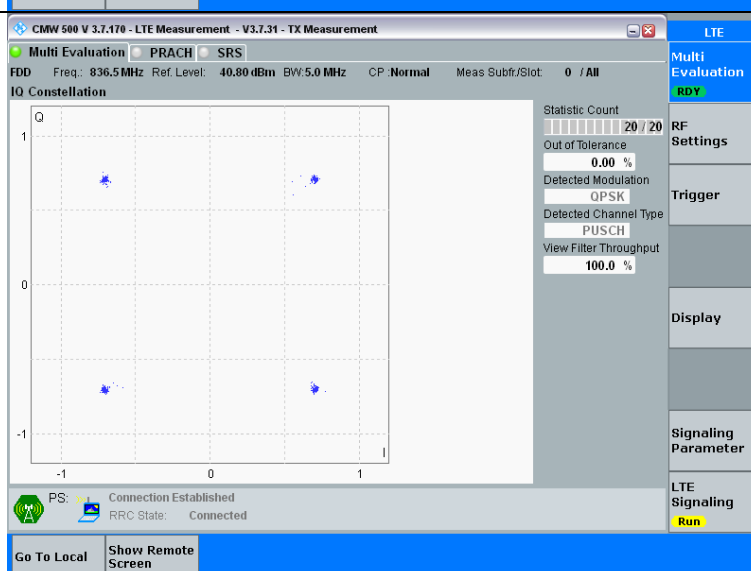 CMW 500 V 3.7.170 - LTE Measurement - V3.7.31 - TX Measurement
LTE
Multi Evaluation PRACH SRS
Multi Evaluation
RDY
FDD Freq.: 836.5 MHz Ref. Level: 40.80 dBm BW: 5.0 MHz CP :Normal Meas Subfr./Slot: 0 / All
IQ Constellation
Q
1
0
-1
-1 0 1
I
Statistic Count
20 / 20
Out of Tolerance
0.00 %
Detected Modulation
QPSK
Detected Channel Type
PUSCH
View Filter Throughput
100.0 %
RF Settings
Trigger
Display
Signaling Parameter
LTE Signaling
Run
PS: Connection Established
RRC State: Connected
Go To Local
Show Remote Screen